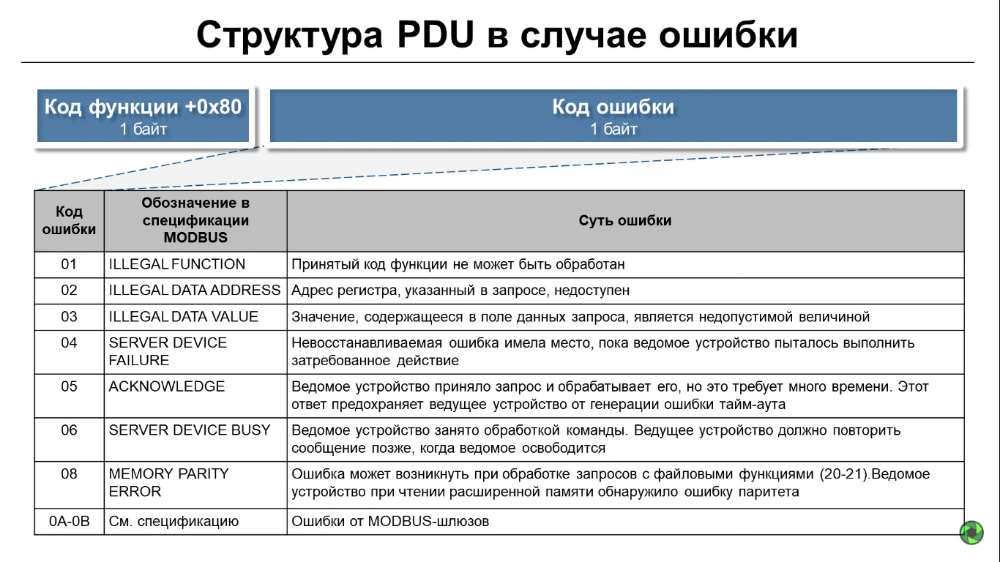 Структура PDU в случае ошибки
Код функции +0x80
1 байт
Код ошибки
1 байт
Код
ошибки
Обозначение в
спецификации
MODBUS
Суть ошибки
01
ILLEGAL FUNCTION
Принятый код функции не может быть обработан
02
ILLEGAL DATA ADDRESS
Адрес регистра, указанный в запросе, недоступен
03
ILLEGAL DATA VALUE
Значение, содержащееся в поле данных запроса, является недопустимой величиной
04
SERVER DEVICE
FAILURE
Невосстанавливаемая ошибка имела место, пока ведомое устройство пыталось выполнить
затребованное действие
05
ACKNOWLEDGE
Ведомое устройство приняло запрос и обрабатывает его, но это требует много времени. Этот
ответ предохраняет ведущее устройство от генерации ошибки тайм-аута
06
SERVER DEVICE BUSY
Ведомое устройство занято обработкой команды. Ведущее устройство должно повторить
сообщение позже, когда ведомое освободится
08
MEMORY PARITY
ERROR
Ошибка может возникнуть при обработке запросов с файловыми функциями (20-21).Ведомое
устройство при чтении расширенной памяти обнаружило ошибку паритета
0A-0B
См. спецификацию
Ошибки от MODBUS-шлюзов